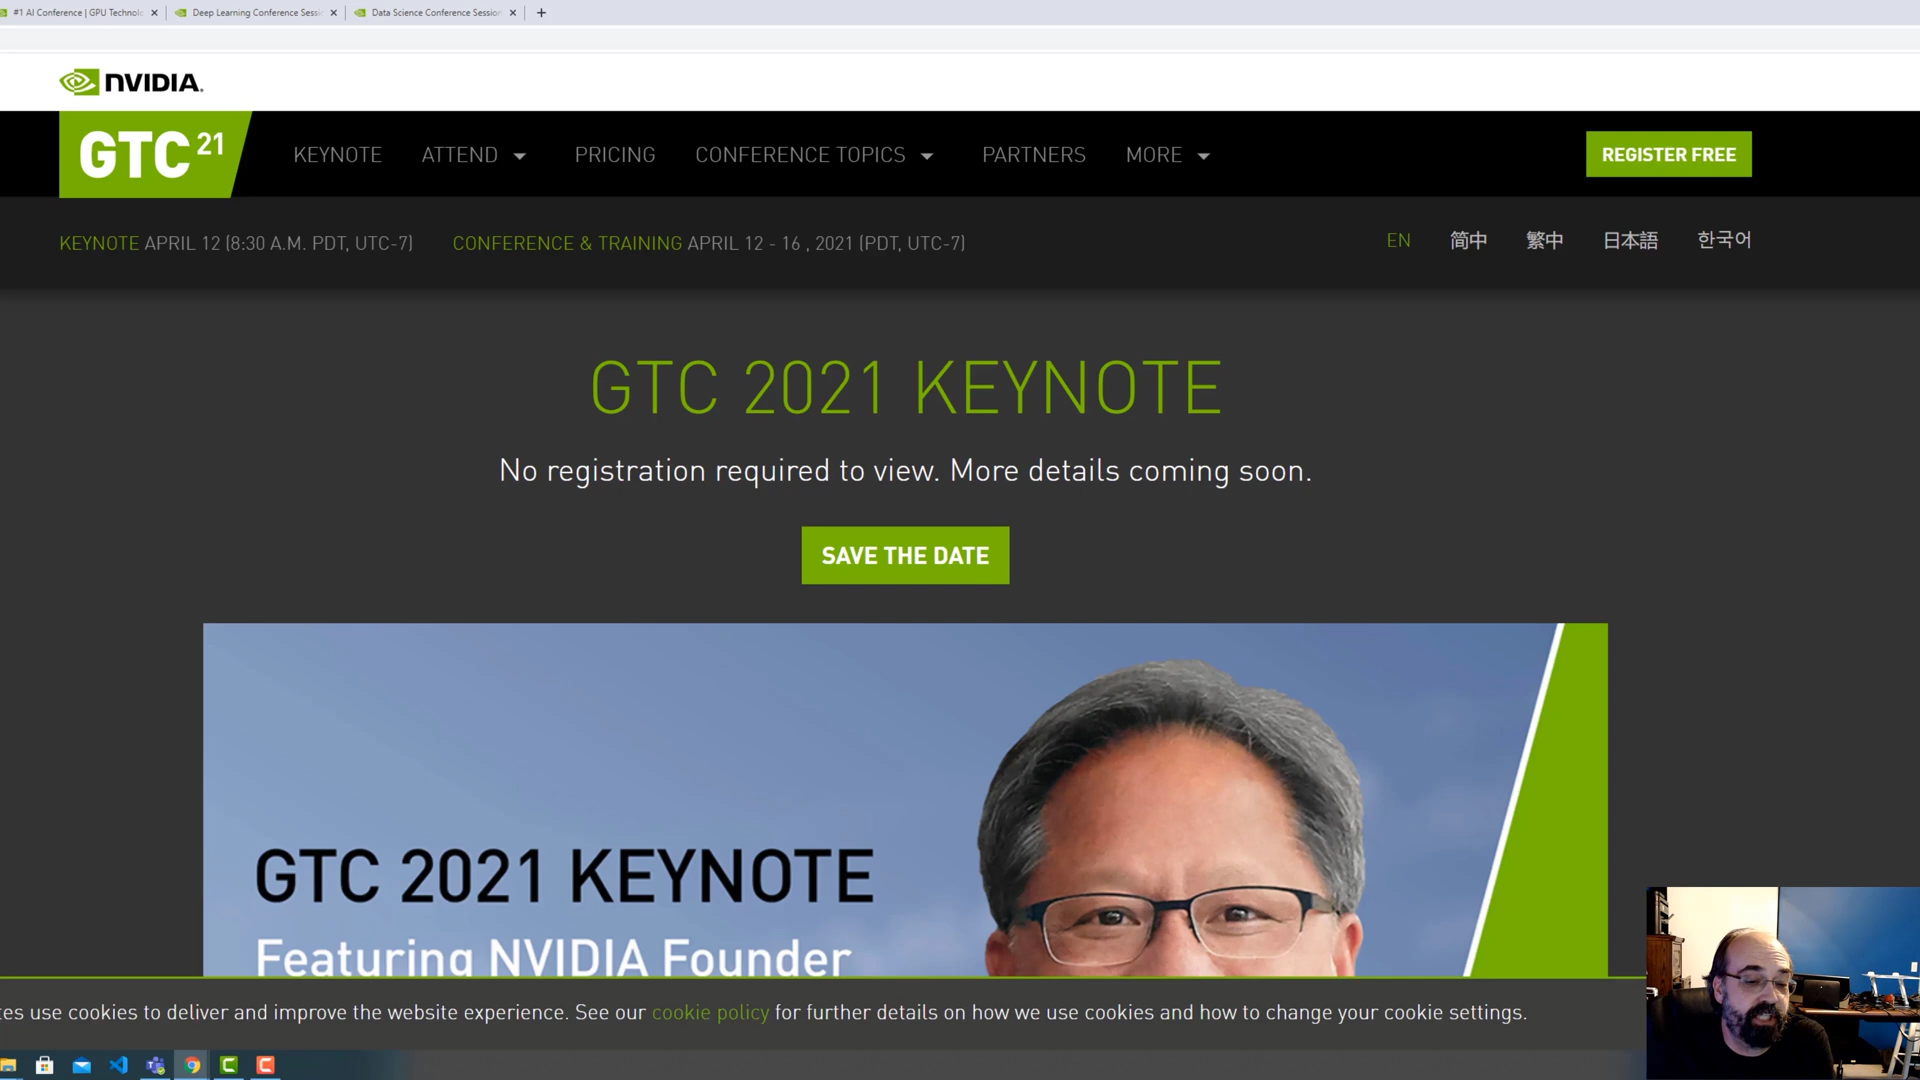 #1 AI Conference | GPU Technolo
Deep Learning Conference Sessi
Data Science Conference Session
NVIDIA.
GTC 21
KEYNOTE
ATTEND
PRICING
CONFERENCE TOPICS
PARTNERS
MORE
REGISTER FREE
KEYNOTE APRIL 12 (8:30 A.M. PDT, UTC-7)
CONFERENCE & TRAINING APRIL 12 - 16 , 2021 (PDT, UTC-7)
EN
简中
繁中
日本語
한국어
GTC 2021 KEYNOTE
No registration required to view. More details coming soon.
SAVE THE DATE
GTC 2021 KEYNOTE
Featuring NVIDIA Founder
es use cookies to deliver and improve the website experience. See our cookie policy for further details on how we use cookies and how to change your cookie settings.